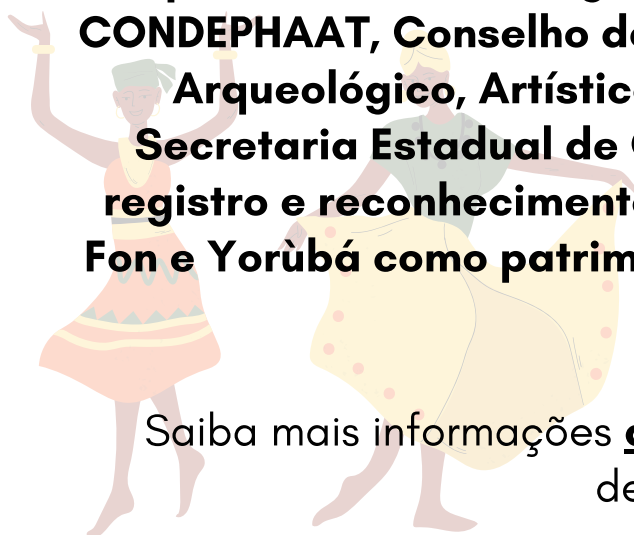 CONDEPHAAT, Conselho d
Arqueológico, Artístic
Secretaria Estadual de
registro e reconheciment
Fon e Yorùbá como patrim
Saiba mais informações
de